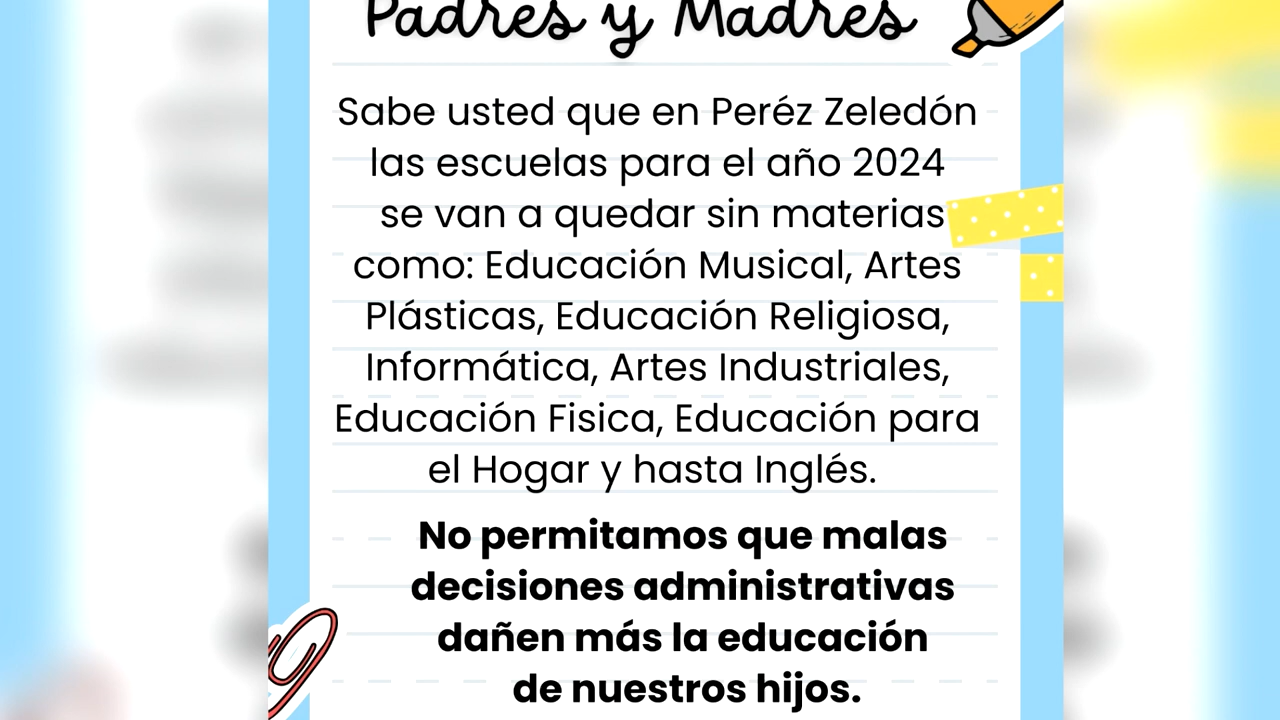 Padres y Madres
Sabe usted que en Peréz Zeledón
las escuelas para el año 2024
se van a quedar sin materias
como: Educación Musical, Artes
Plásticas, Educación Religiosa,
Informática, Artes Industriales,
Educación Fisica, Educación para
el Hogar y hasta Inglés.
No permitamos que malas
decisiones administrativas
dañen más la educación
de nuestros hijos.